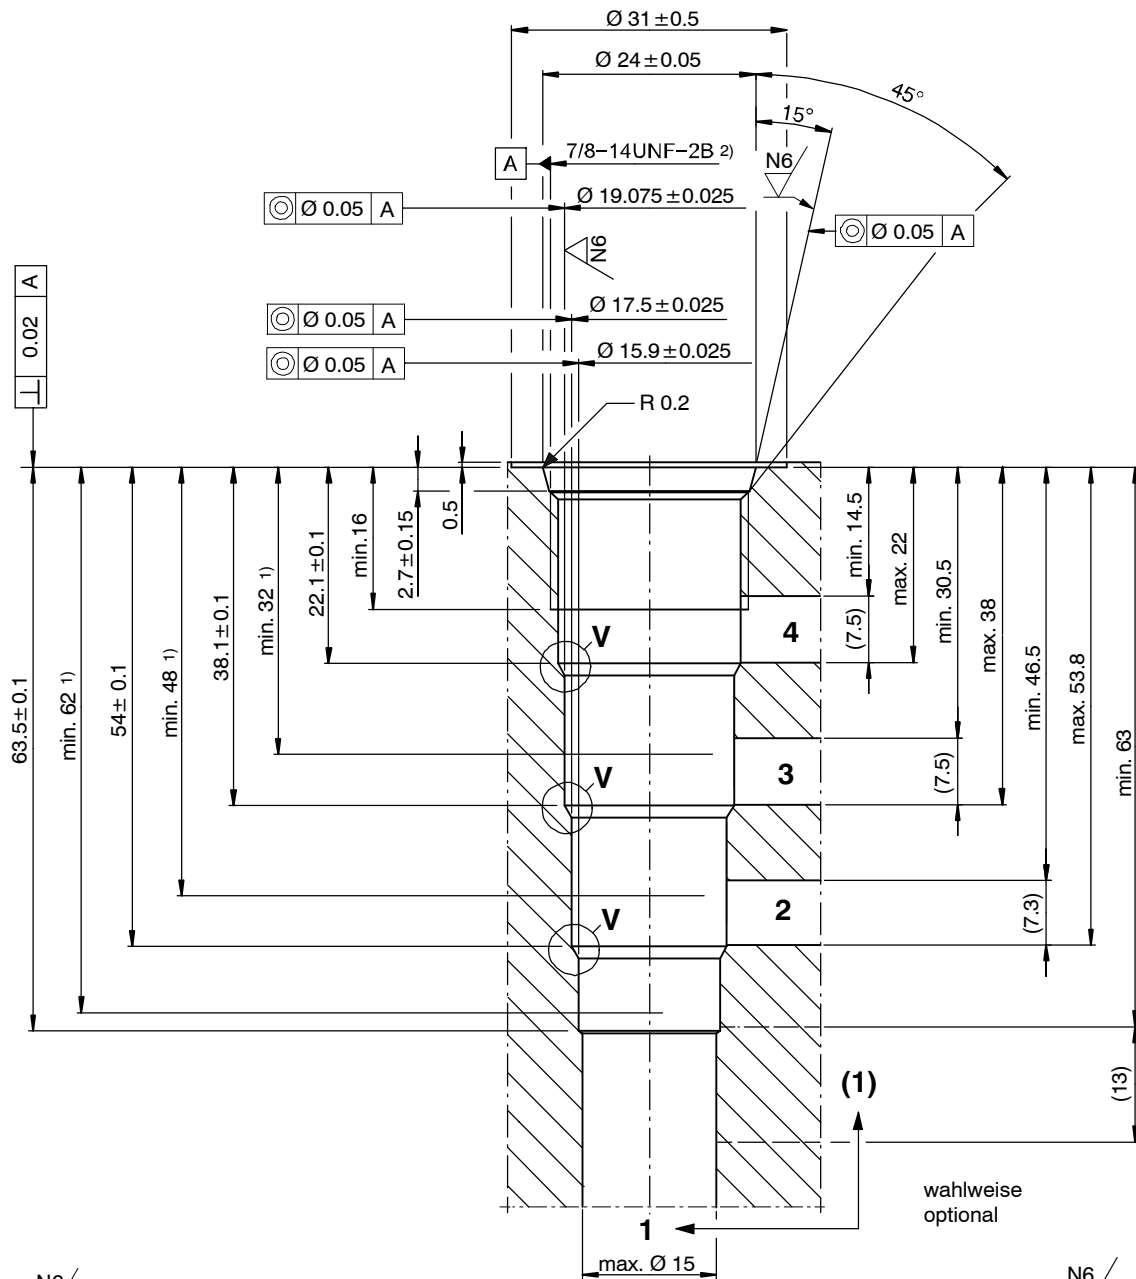 Ø 31±0.5
Ø 24±0.05
45°
15°
A
7/8-14UNF-2B 2)
N6
Ø 0.05 A
Ø 19.075±0.025
Ø 0.05 A
N6
Ø 17.5±0.025
Ø 0.05 A
Ø 15.9±0.025
Ø 0.05 A
⊥ 0.02 A
R 0.2
63.5±0.1
min. 62 1)
54± 0.1
min. 48 1)
38.1±0.1
min. 32 1)
22.1±0.1
min.16
2.7±0.15
0.5
min. 14.5
(7.5)
max. 22
min. 30.5
(7.5)
max. 38
min. 46.5
(7.3)
max. 53.8
min. 63
(13)
V
4
V
3
V
2
(1)
wahlweise
optional
1
max. Ø 15
N6
N6